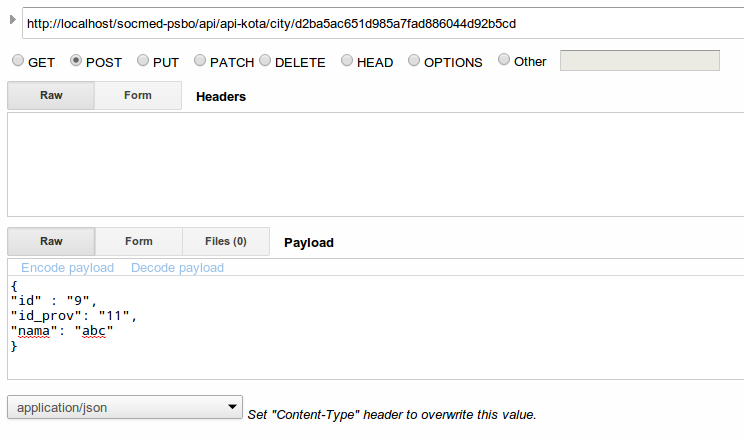 http://localhost/socmed-psbo/api/api-kota/city/d2ba5ac651d985a7fad886044d92b5cd
GET POST PUT PATCH DELETE HEAD OPTIONS Other
Raw Form Headers
Raw Form Files (0) Payload
Encode payload Decode payload
{
"id" : "9",
"id_prov": "11",
"nama": "abc"
}
application/json Set "Content-Type" header to overwrite this value.